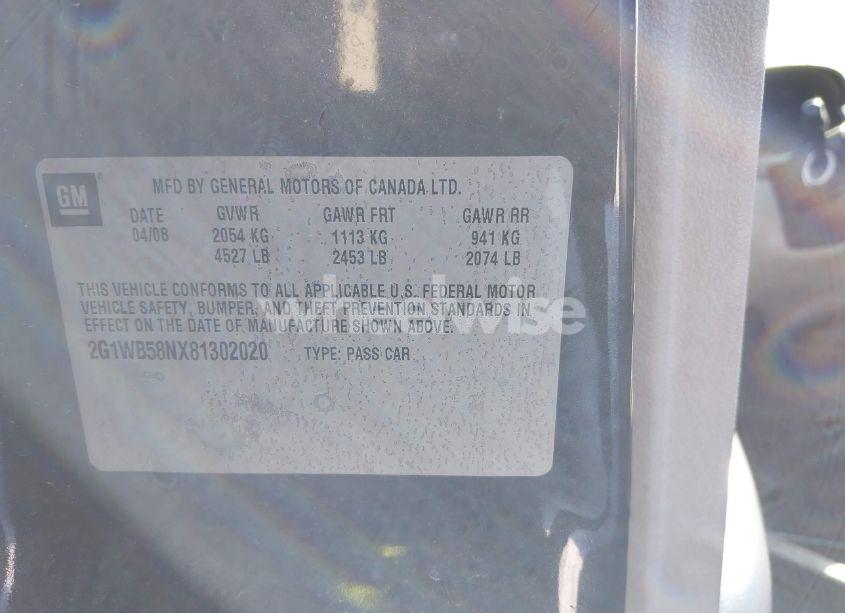 GM
MFD BY GENERAL MOTORS OF CANADA LTD.
DATE GVWR GAWR FRT GAWR RR
04/08 2054 KG 1113 KG 941 KG
4527 LB 2453 LB 2074 LB
THIS VEHICLE CONFORMS TO ALL APPLICABLE U.S. FEDERAL MOTOR
VEHICLE SAFETY, BUMPER, AND THEFT PREVENTION STANDARDS IN
EFFECT ON THE DATE OF MANUFACTURE SHOWN ABOVE.
2G1WB58NX81302020 TYPE: PASS CAR